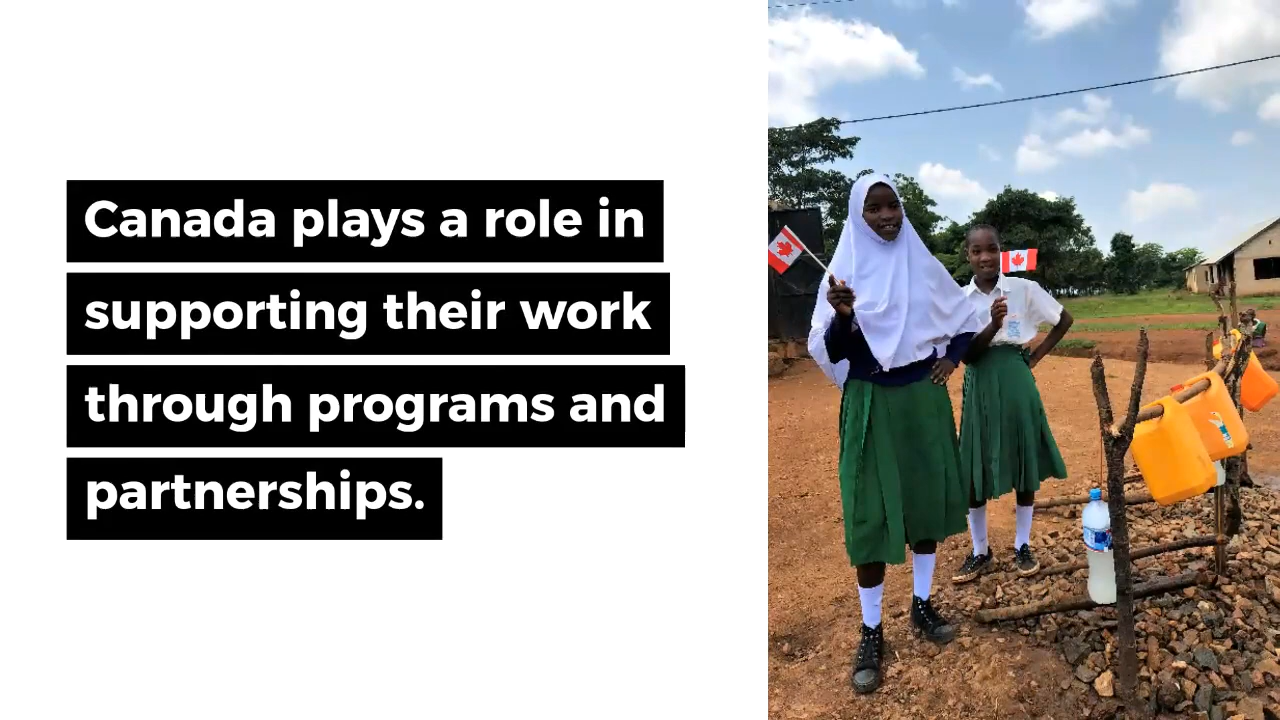 Canada plays a role in
supporting their work
through programs and
partnerships.